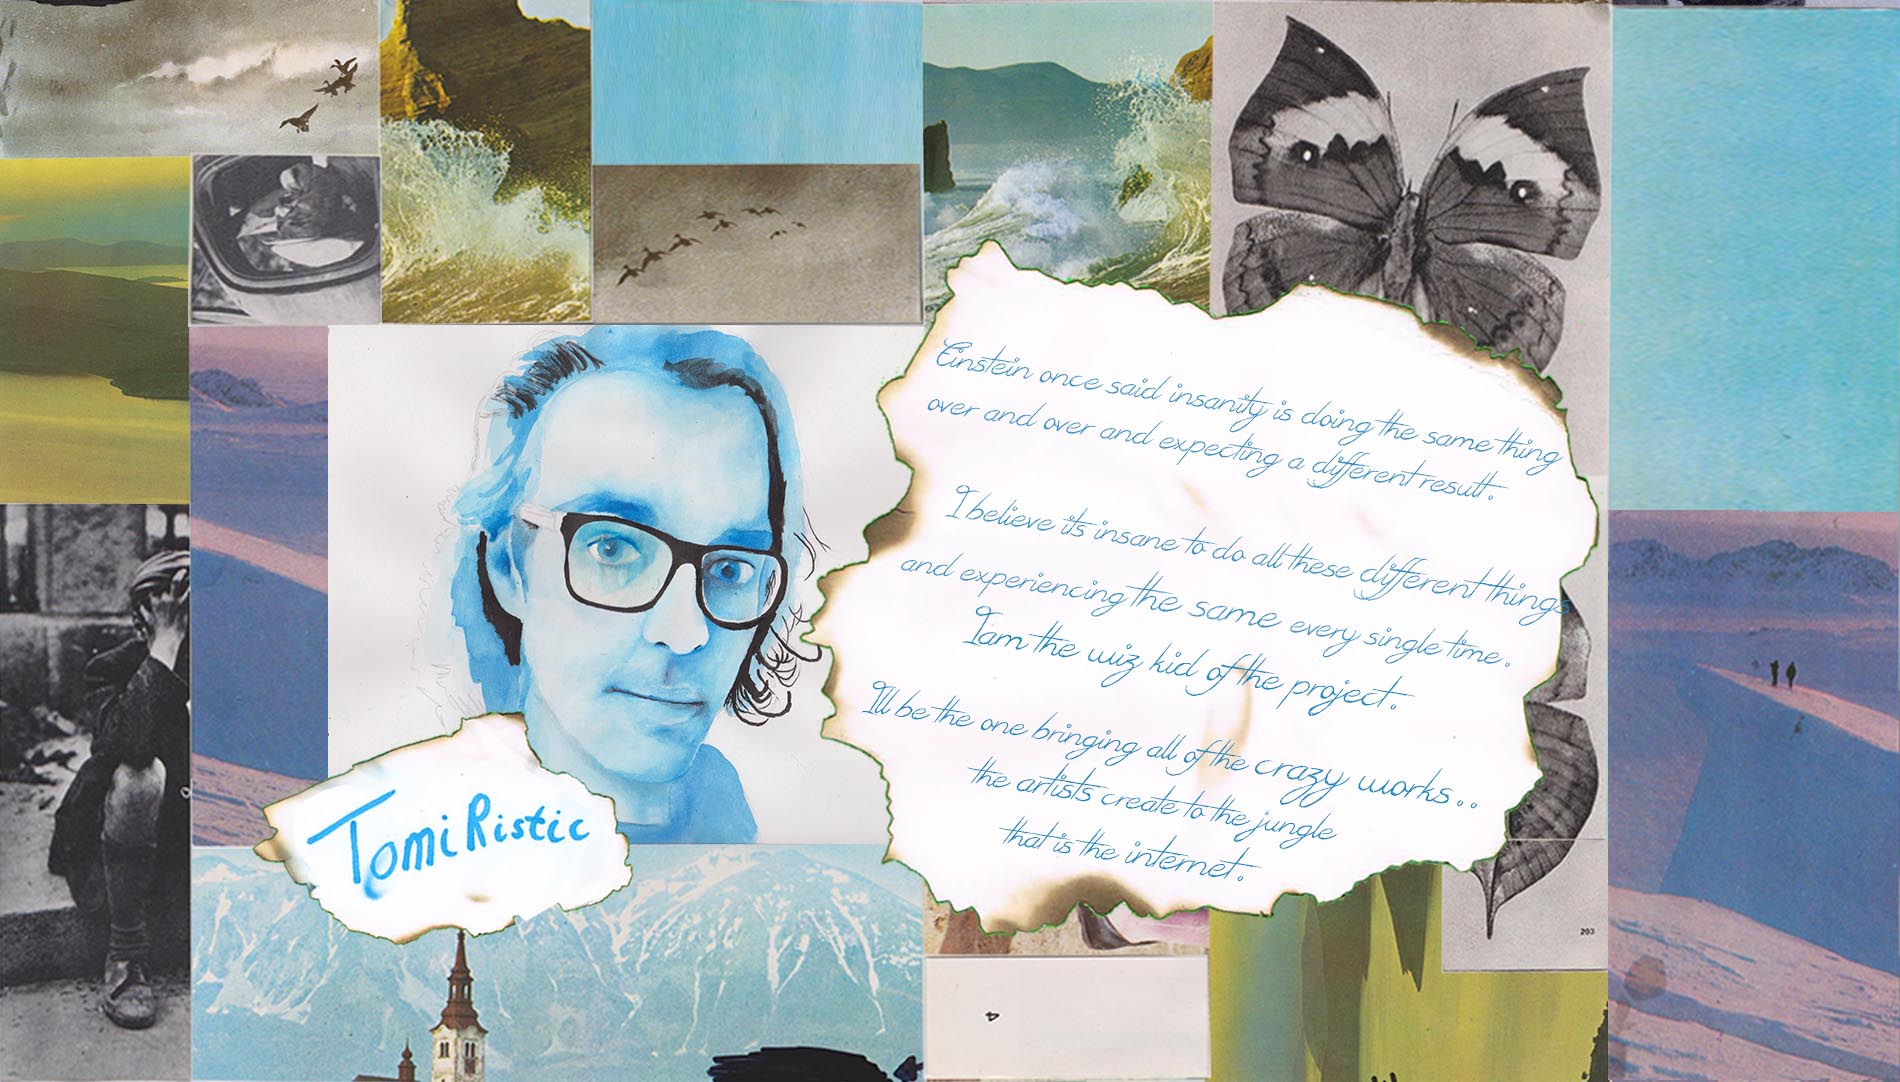 Einstein once said insanity is doing the same thing
over and over and expecting a different result.
I believe its insane to do all these different things
and experiencing the same every single time.
I am the wiz kid of the project.
Ill be the one bringing all of the crazy works..
the artists create to the jungle
that is the internet.
Tomi Ristic
203
4